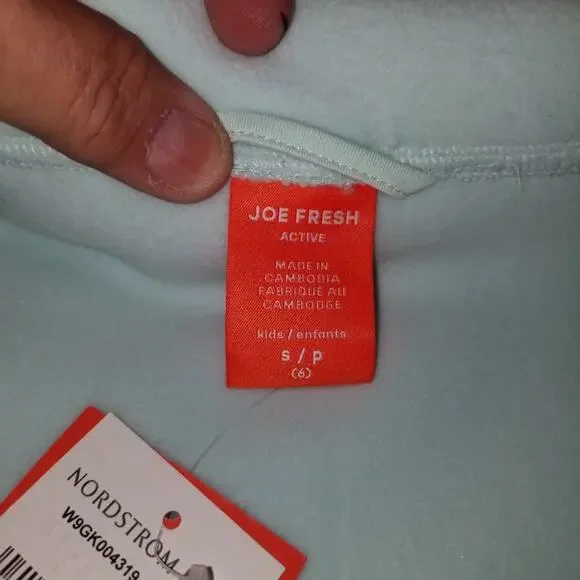 JOE FRESH
ACTIVE
MADE IN
CAMBODIA
FABRIQUÉ AU
CAMBODGE
kids / enfants
s / p
(6)
NORDSTROM
W9GK004319